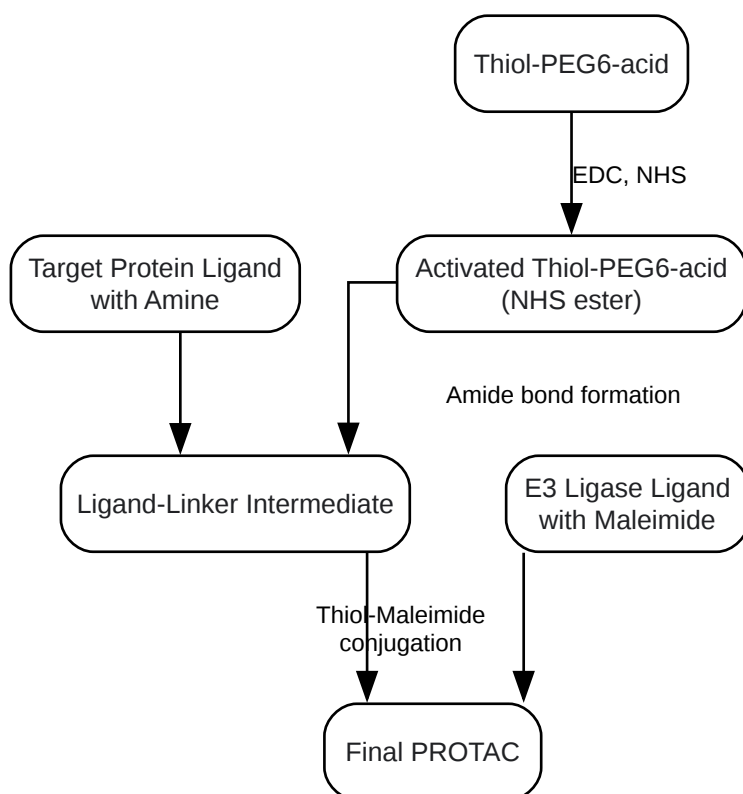 Thiol-PEG6-acid
EDC, NHS
Target Protein Ligand
with Amine
Activated Thiol-PEG6-acid
(NHS ester)
Amide bond formation
Ligand-Linker Intermediate
E3 Ligase Ligand
with Maleimide
Thiol-Maleimide
conjugation
Final PROTAC